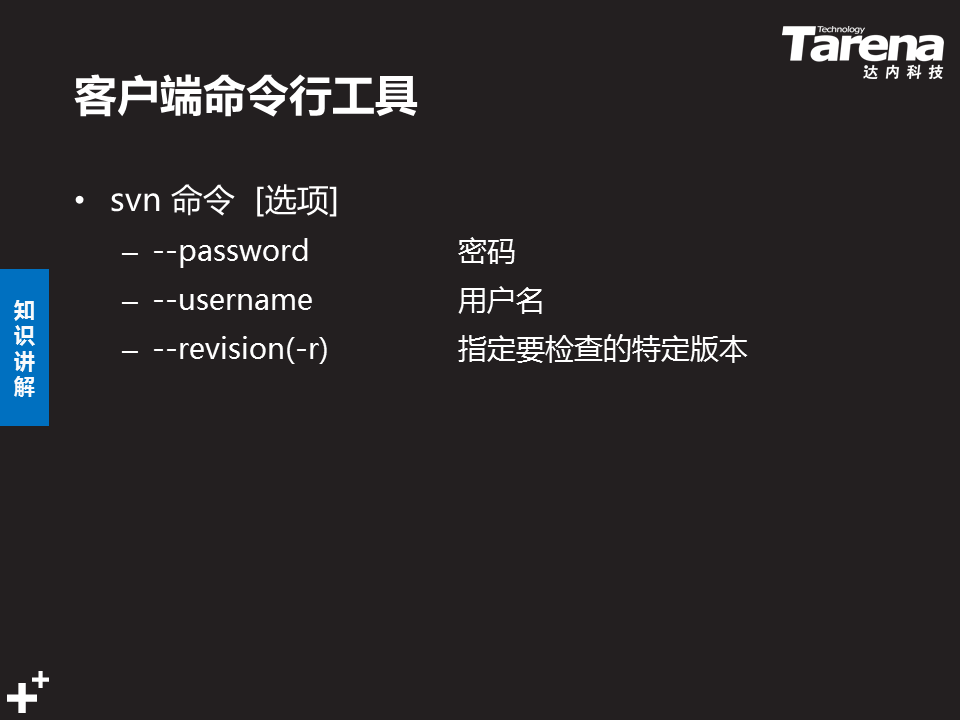 Technology
Tarena
达内科技
客户端命令行工具
• svn 命令 [选项]
– --password 密码
– --username 用户名
– --revision(-r) 指定要检查的特定版本
知识讲解